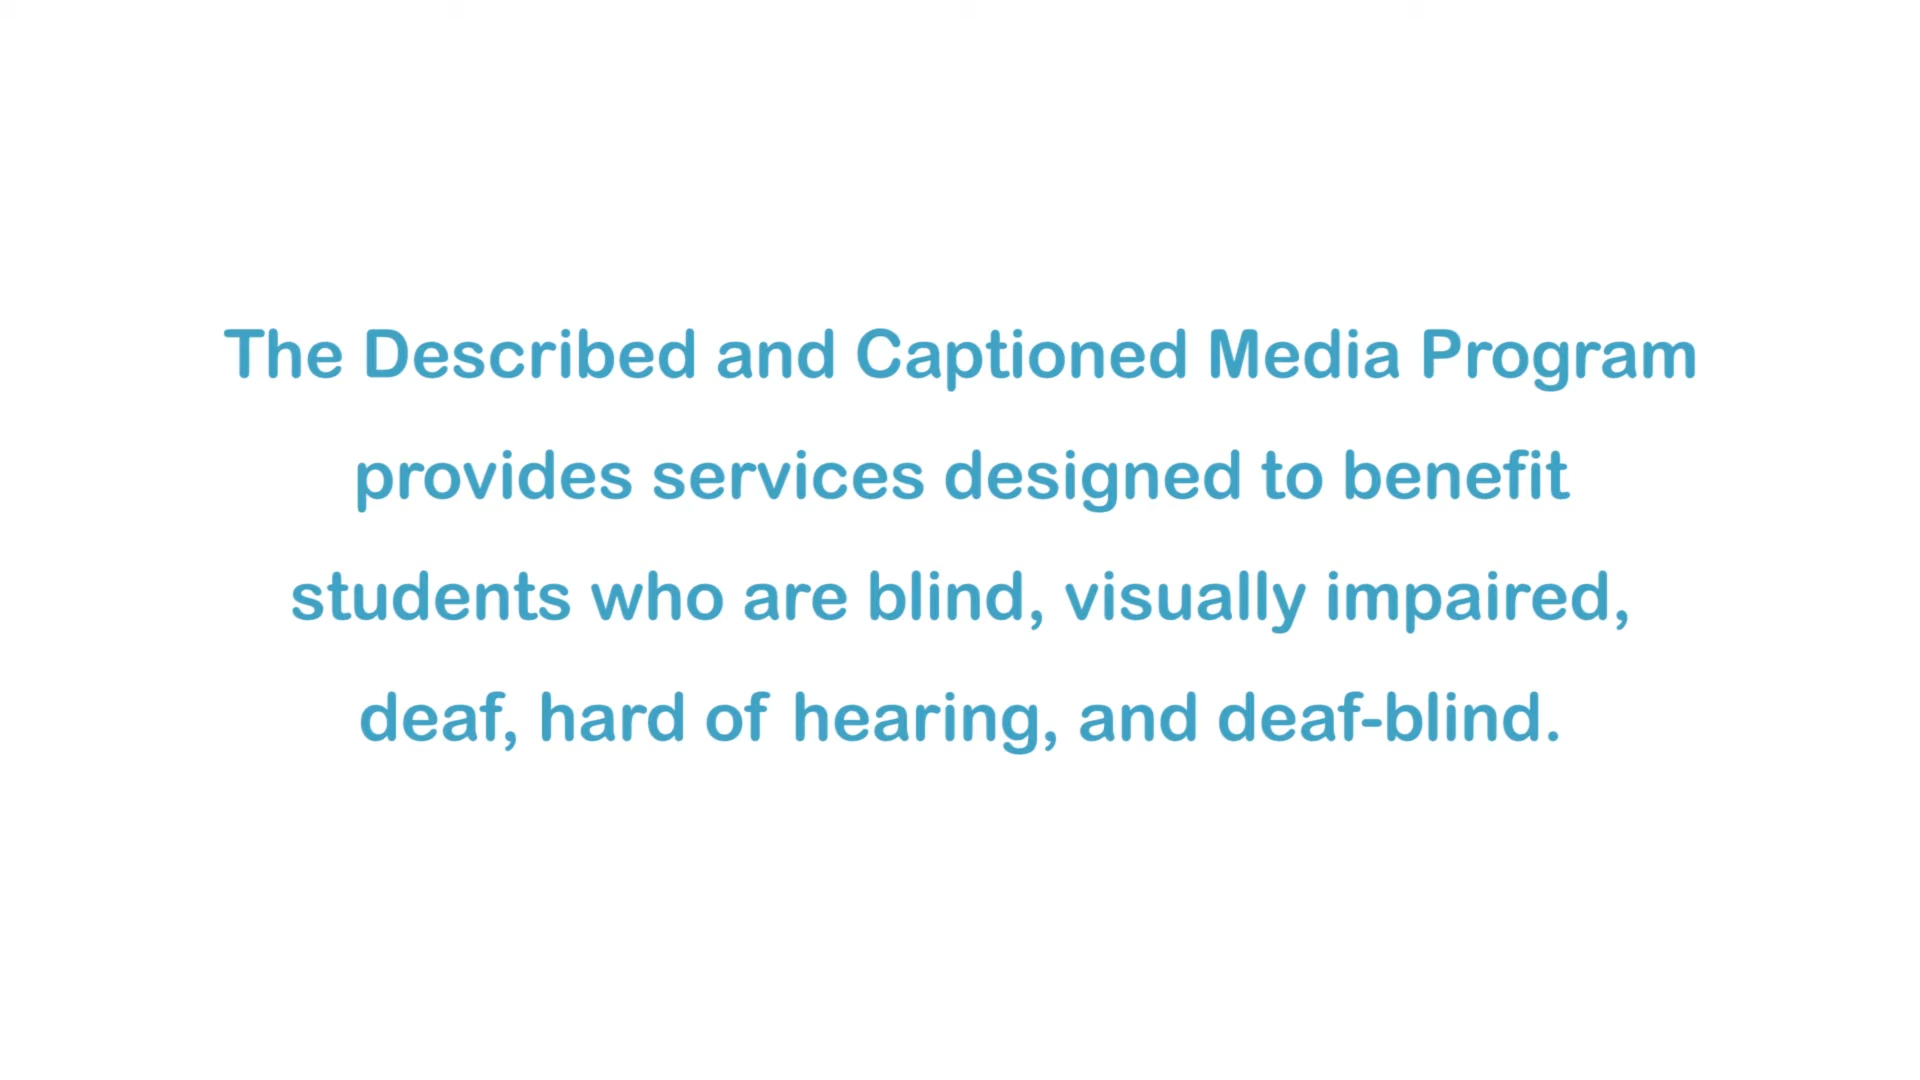 The Described and Captioned Media Program
provides services designed to benefit
students who are blind, visually impaired,
deaf, hard of hearing, and deaf-blind.